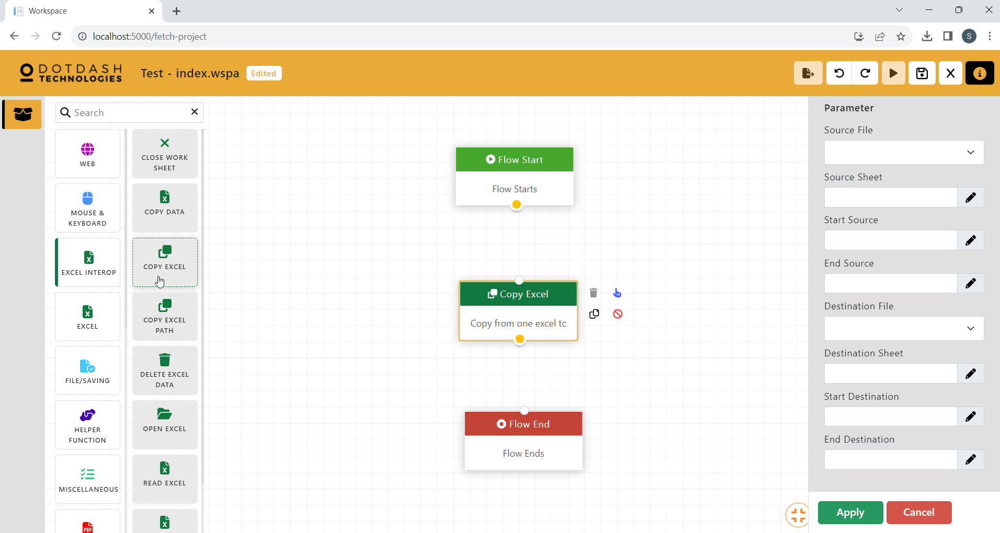 Workspace
localhost:5000/fetch-project
S
DOTDASH
TECHNOLOGIES
Test - index.wspa
Edited
Search
WEB
MOUSE &
KEYBOARD
EXCEL INTEROP
EXCEL
FILE/SAVING
HELPER
FUNCTION
MISCELLANEOUS
PDF
CLOSE WORK
SHEET
COPY DATA
COPY EXCEL
COPY EXCEL
PATH
DELETE EXCEL
DATA
OPEN EXCEL
READ EXCEL
Flow Start
Flow Starts
Copy Excel
Copy from one excel to
Flow End
Flow Ends
Parameter
Source File
Source Sheet
Start Source
End Source
Destination File
Destination Sheet
Start Destination
End Destination
Apply
Cancel